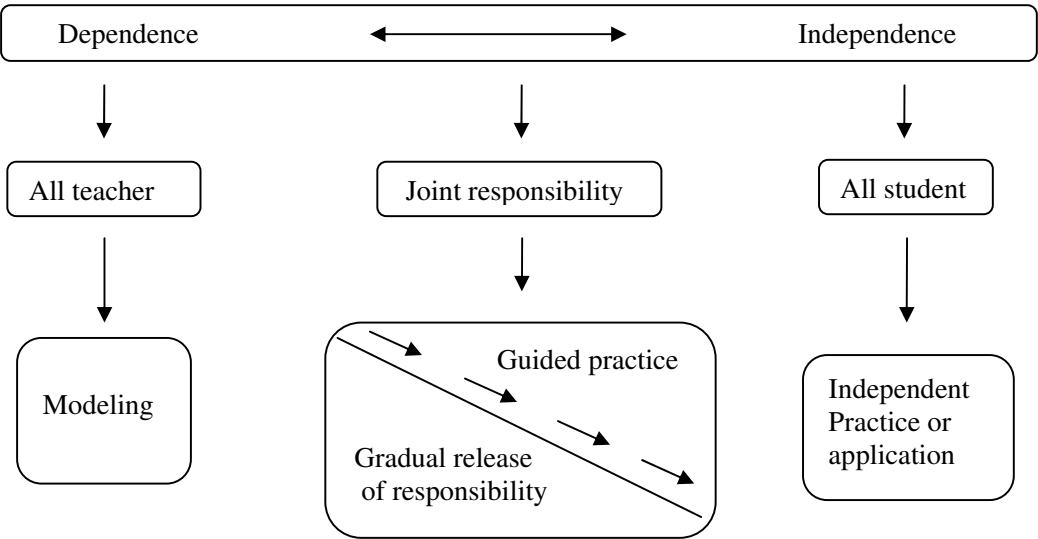 Dependence
Independence
All teacher
Joint responsibility
All student
Modeling
Guided practice
Gradual release
of responsibility
Independent
Practice or
application